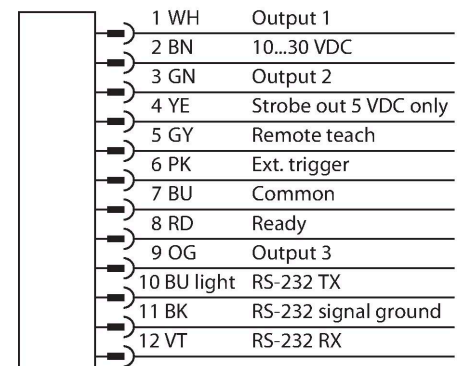 1 WH Output 1
2 BN 10...30 VDC
3 GN Output 2
4 YE Strobe out 5 VDC only
5 GY Remote teach
6 PK Ext. trigger
7 BU Common
8 RD Ready
9 OG Output 3
10 BU light RS-232 TX
11 BK RS-232 signal ground
12 VT RS-232 RX